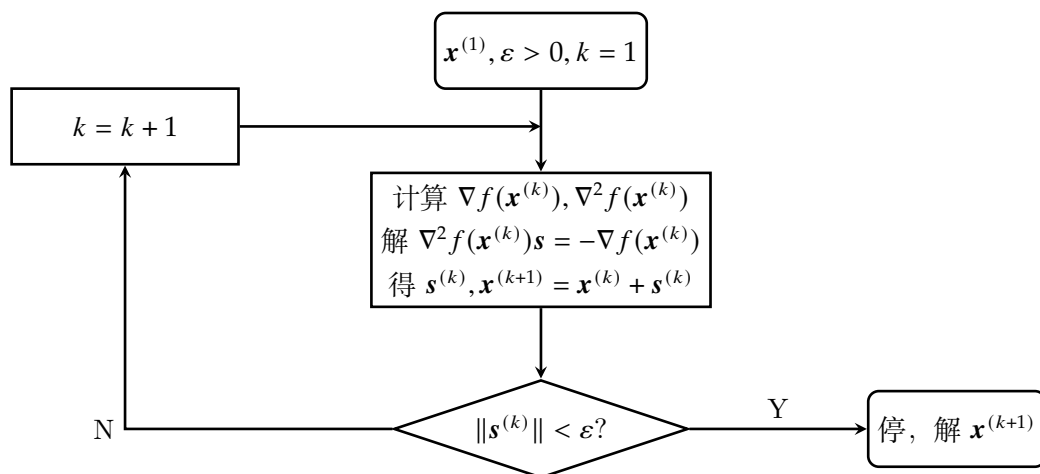 x^{(1)}, ε > 0, k = 1
k = k + 1
计算 ∇f(x^{(k)}), ∇²f(x^{(k)})
解 ∇²f(x^{(k)})s = −∇f(x^{(k)})
得 s^{(k)}, x^{(k+1)} = x^{(k)} + s^{(k)}
N
‖s^{(k)}‖ < ε?
Y
停，解 x^{(k+1)}